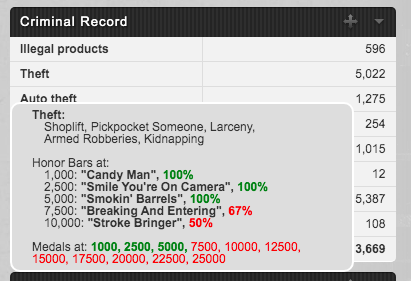 Criminal Record
Illegal products 596
Theft 5,022
Auto theft 1,275
Theft:
Shoplift, Pickpocket Someone, Larceny,
Armed Robberies, Kidnapping
254
1,015
Honor Bars at:
1,000: "Candy Man", 100%
12
2,500: "Smile You're On Camera", 100%
5,000: "Smokin' Barrels", 100%
5,387
7,500: "Breaking And Entering", 67%
10,000: "Stroke Bringer", 50%
108
Medals at: 1000, 2500, 5000, 7500, 10000, 12500,
3,669
15000, 17500, 20000, 22500, 25000